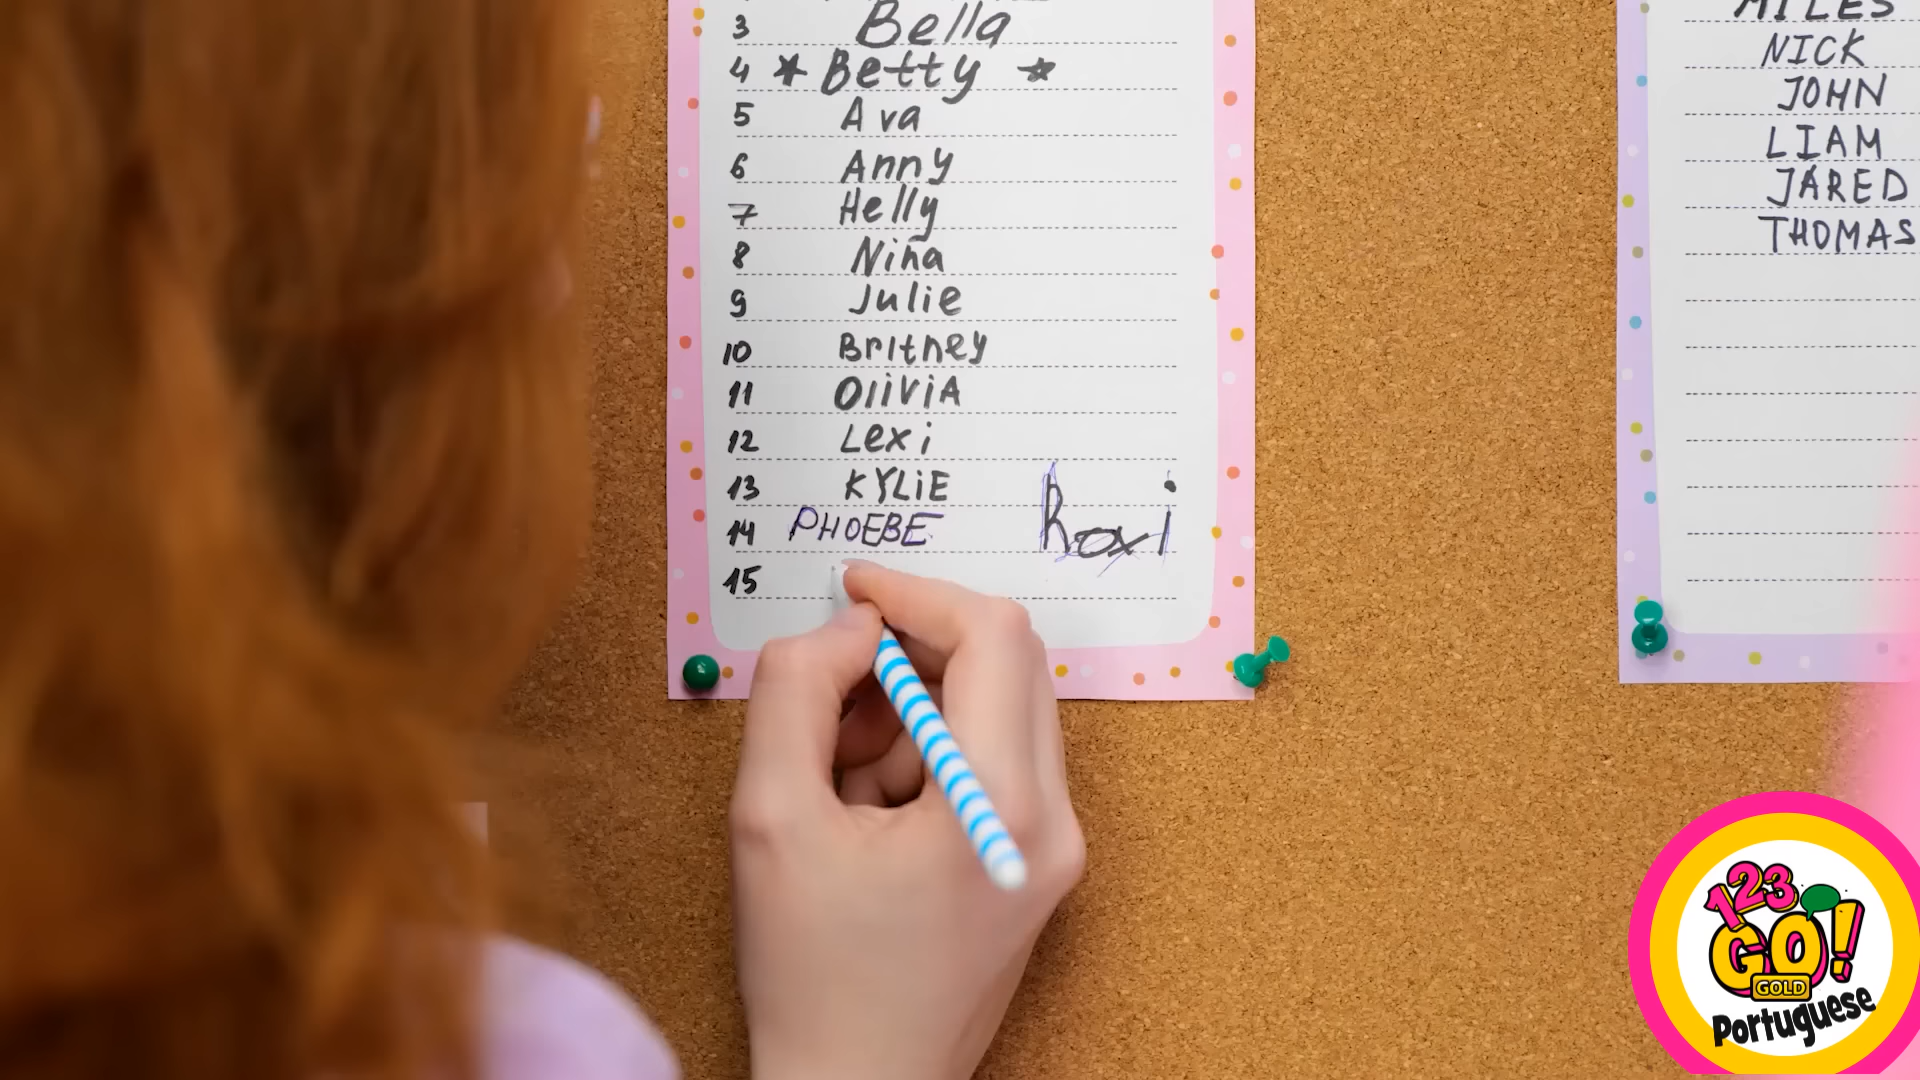 3 Bella
4 * Betty *
5 Ava
6 Anny
7 Helly
8 Nina
9 Julie
10 Britney
11 OliviA
12 Lexi
13 KYLiE
14 PHOEBE Roxi
15
MILES
NICK
JOHN
LIAM
JARED
THOMAS
123
GO!
GOLD
Portuguese